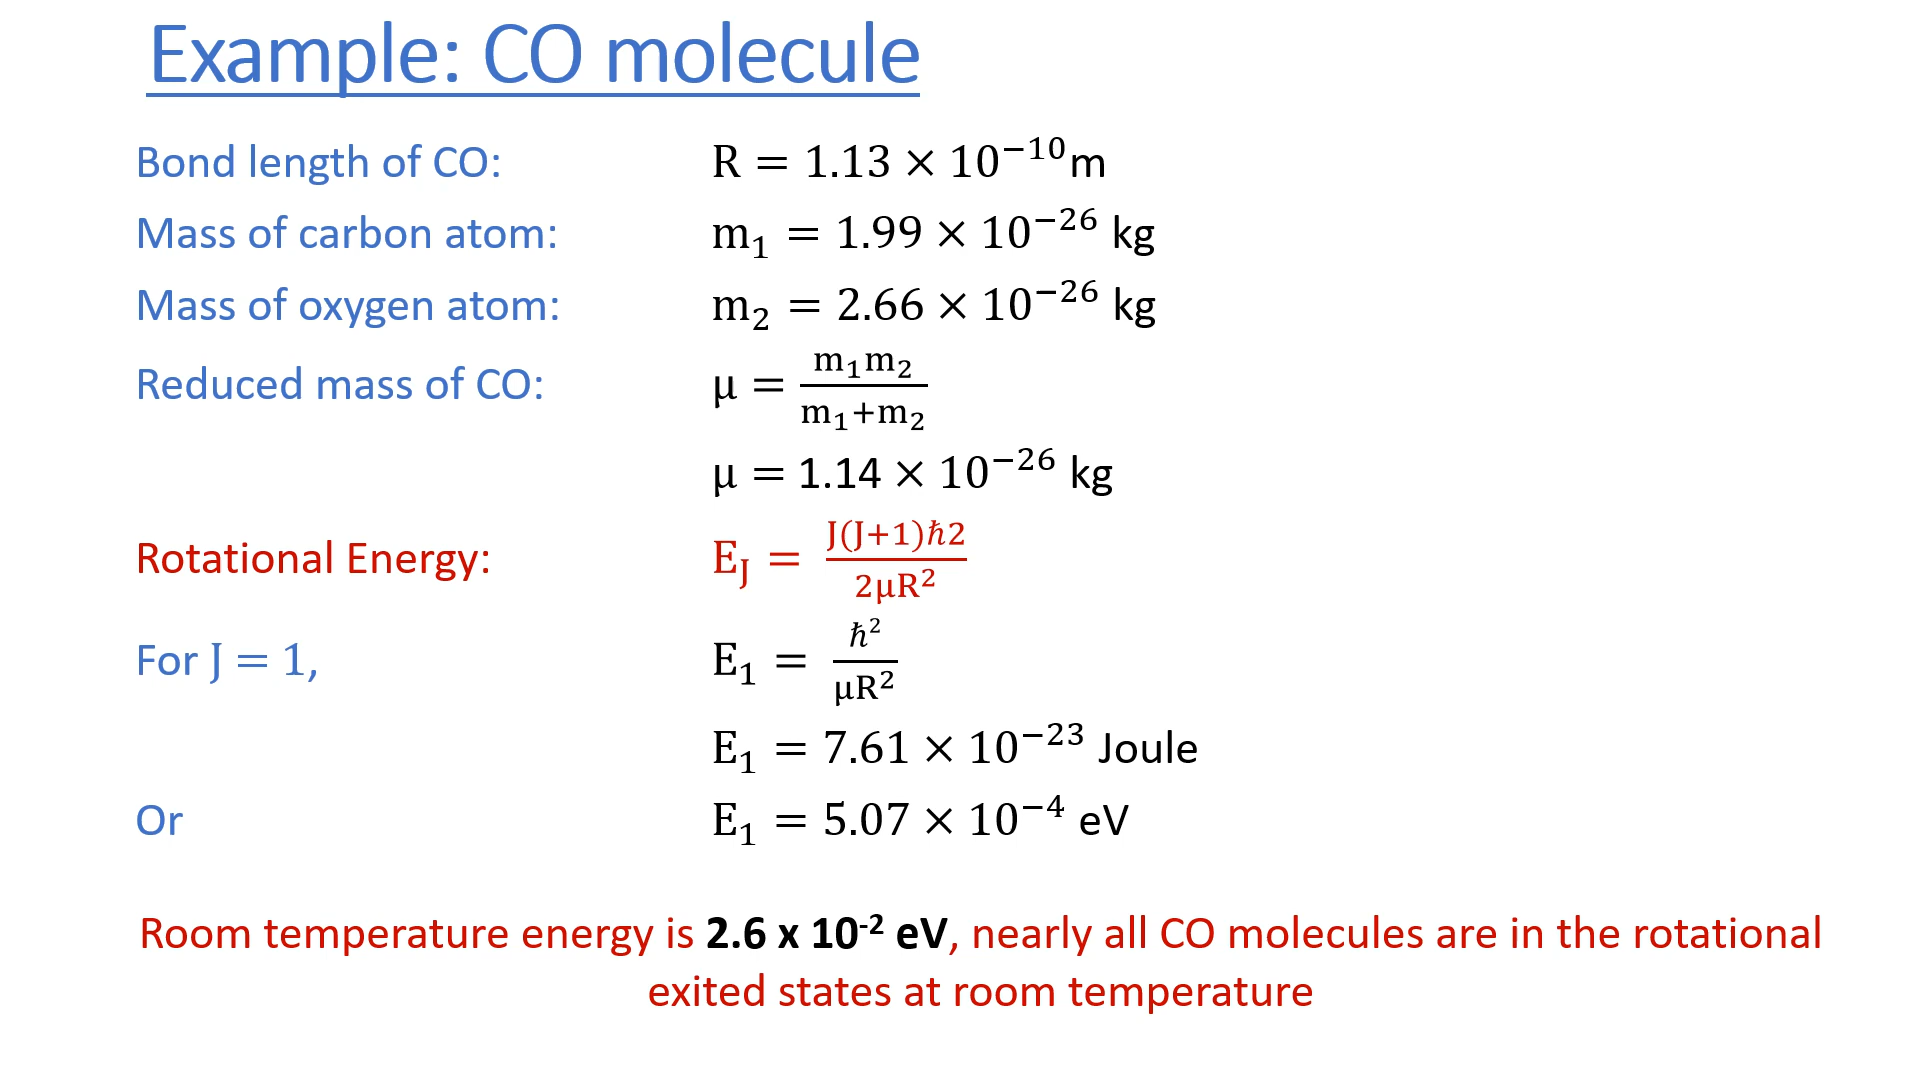 Example: CO molecule
Bond length of CO: R = 1.13 × 10⁻¹⁰m
Mass of carbon atom: m₁ = 1.99 × 10⁻²⁶ kg
Mass of oxygen atom: m₂ = 2.66 × 10⁻²⁶ kg
Reduced mass of CO: μ = m₁m₂ / m₁+m₂
μ = 1.14 × 10⁻²⁶ kg
Rotational Energy: E_J = J(J+1)ℏ2 / 2μR²
For J = 1, E₁ = ℏ² / μR²
E₁ = 7.61 × 10⁻²³ Joule
Or E₁ = 5.07 × 10⁻⁴ eV
Room temperature energy is 2.6 x 10⁻² eV, nearly all CO molecules are in the rotational
exited states at room temperature